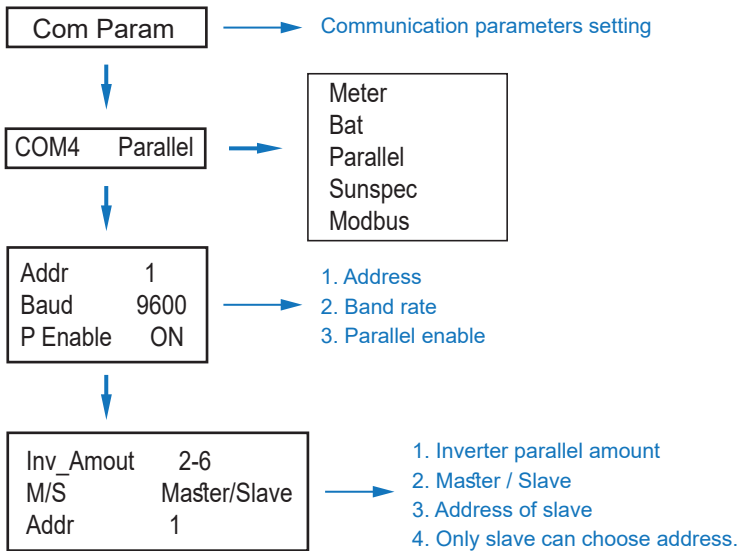 Com Param
Communication parameters setting
COM4 Parallel
Meter
Bat
Parallel
Sunspec
Modbus
Addr 1
Baud 9600
P Enable ON
1. Address
2. Band rate
3. Parallel enable
Inv_Amout 2-6
M/S Master/Slave
Addr 1
1. Inverter parallel amount
2. Master / Slave
3. Address of slave
4. Only slave can choose address.